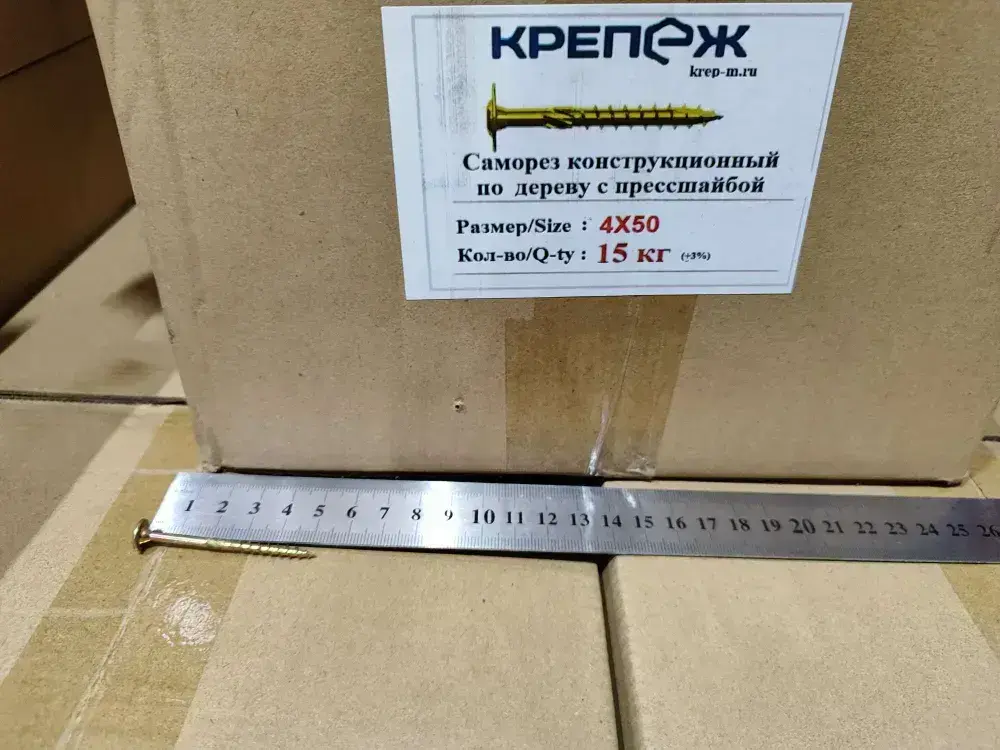 КРЕПЕЖ
krep-m.ru
Саморез конструкционный
по дереву с прессшайбой
Размер/Size : 4X50
Кол-во/Q-ty : 15 кг (±3%)
1 2 3 4 5 6 7 8 9 10 11 12 13 14 15 16 17 18 19 20 21 22 23 24 25 26